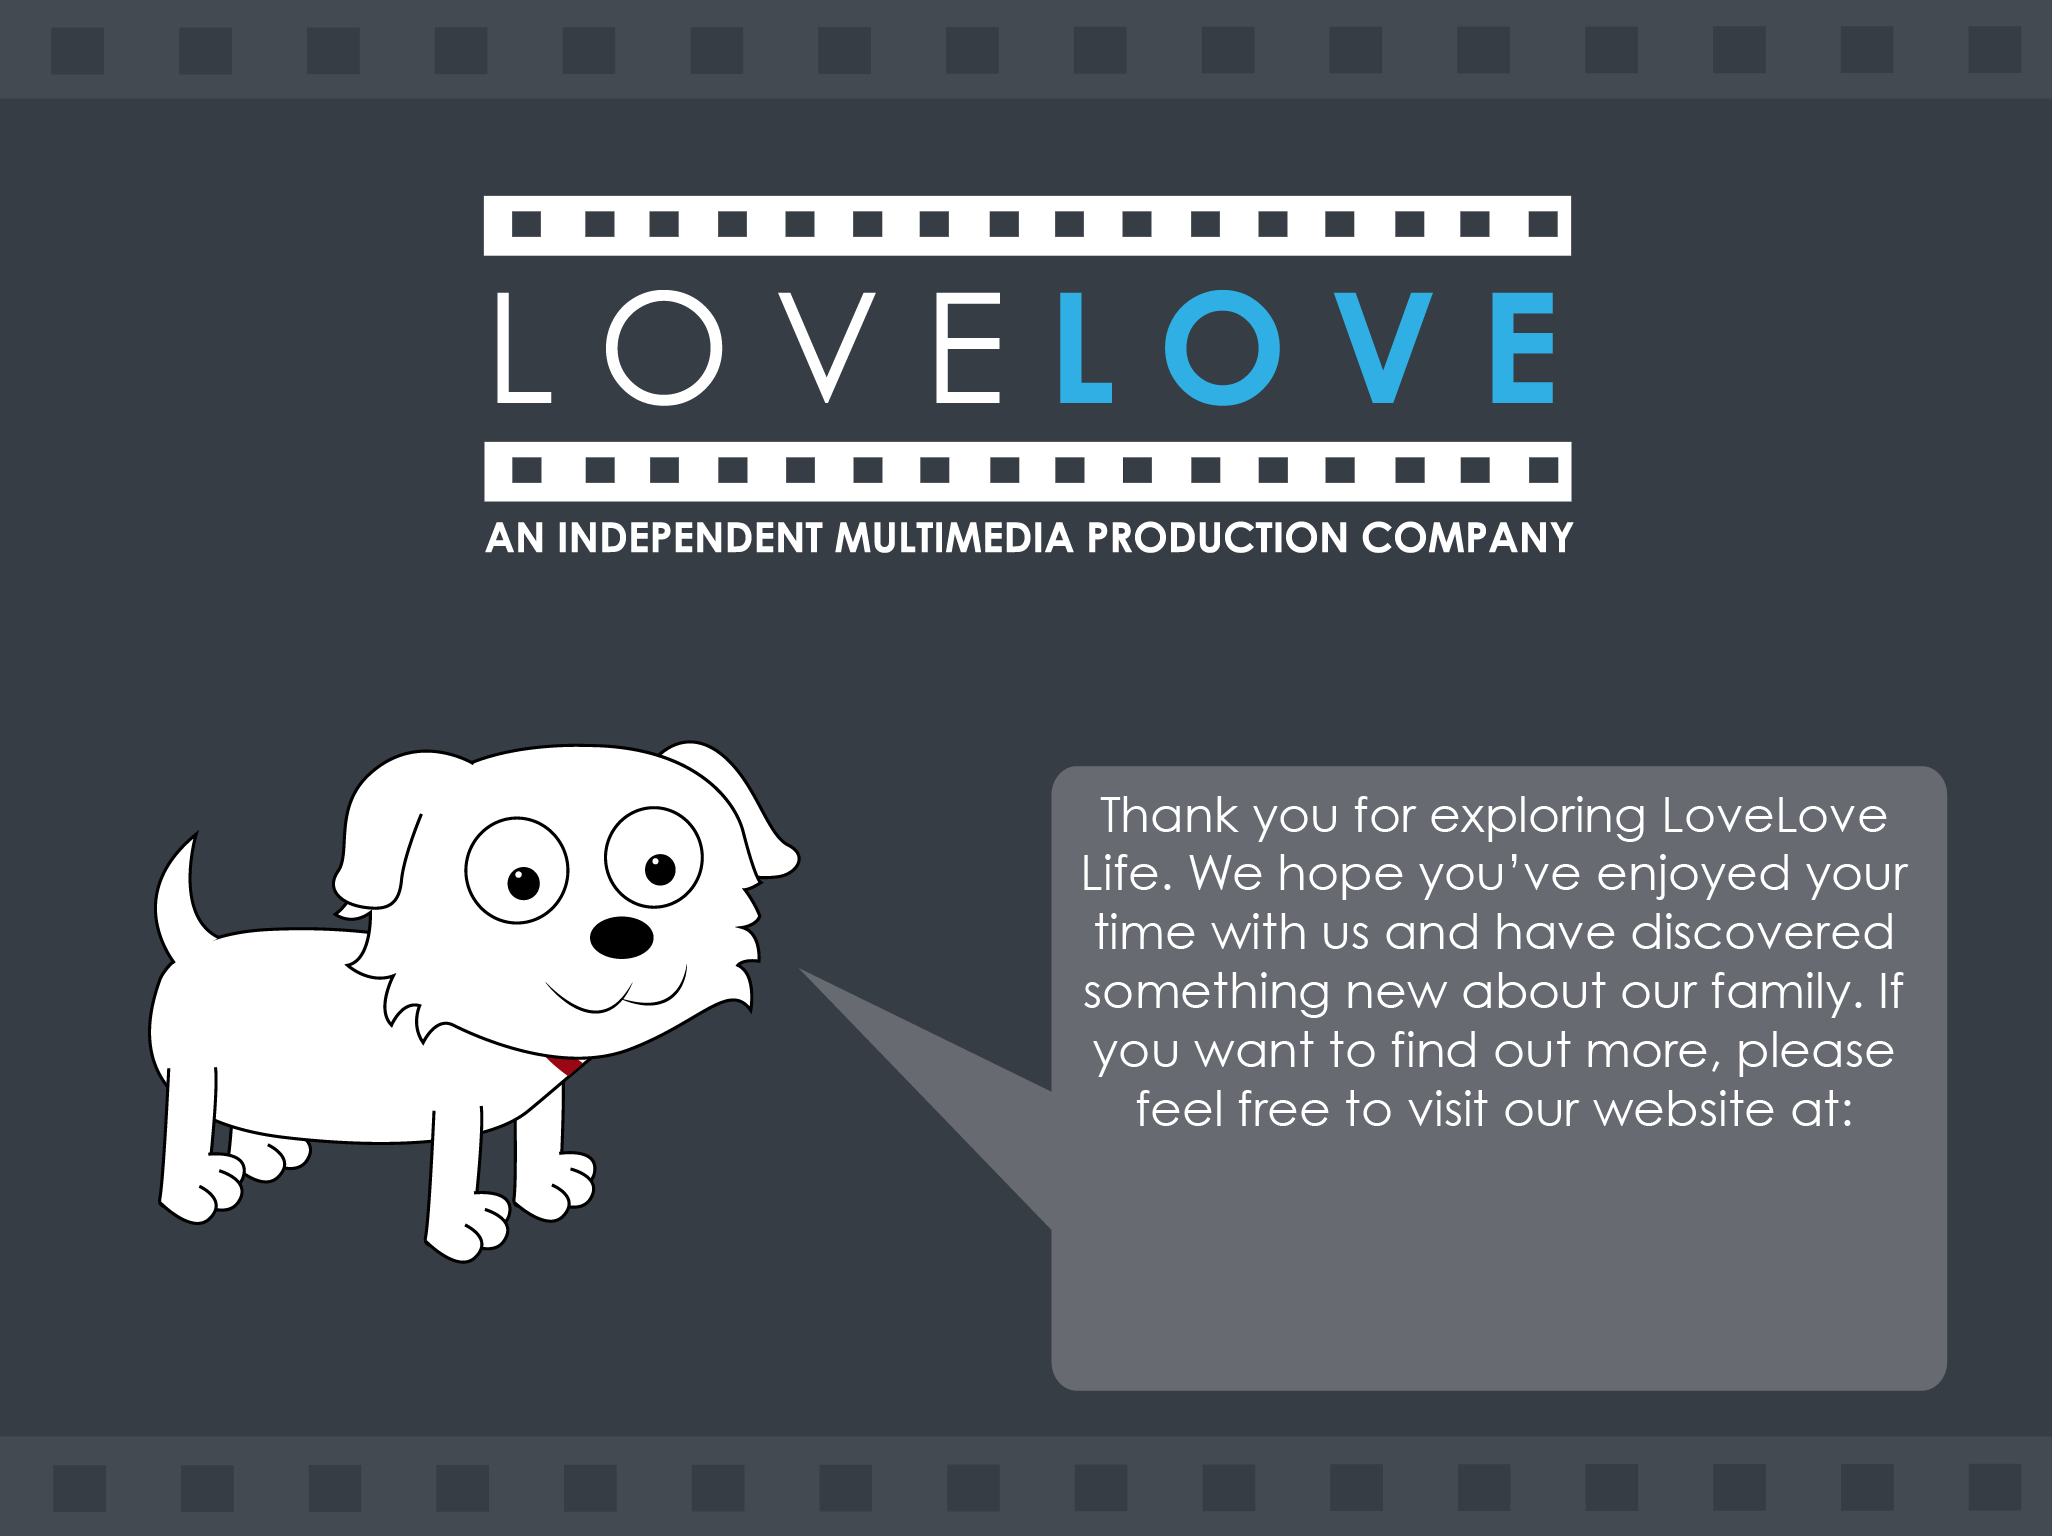 LOVELOVE
AN INDEPENDENT MULTIMEDIA PRODUCTION COMPANY
Thank you for exploring LoveLove
Life. We hope you’ve enjoyed your
time with us and have discovered
something new about our family. If
you want to find out more, please
feel free to visit our website at: